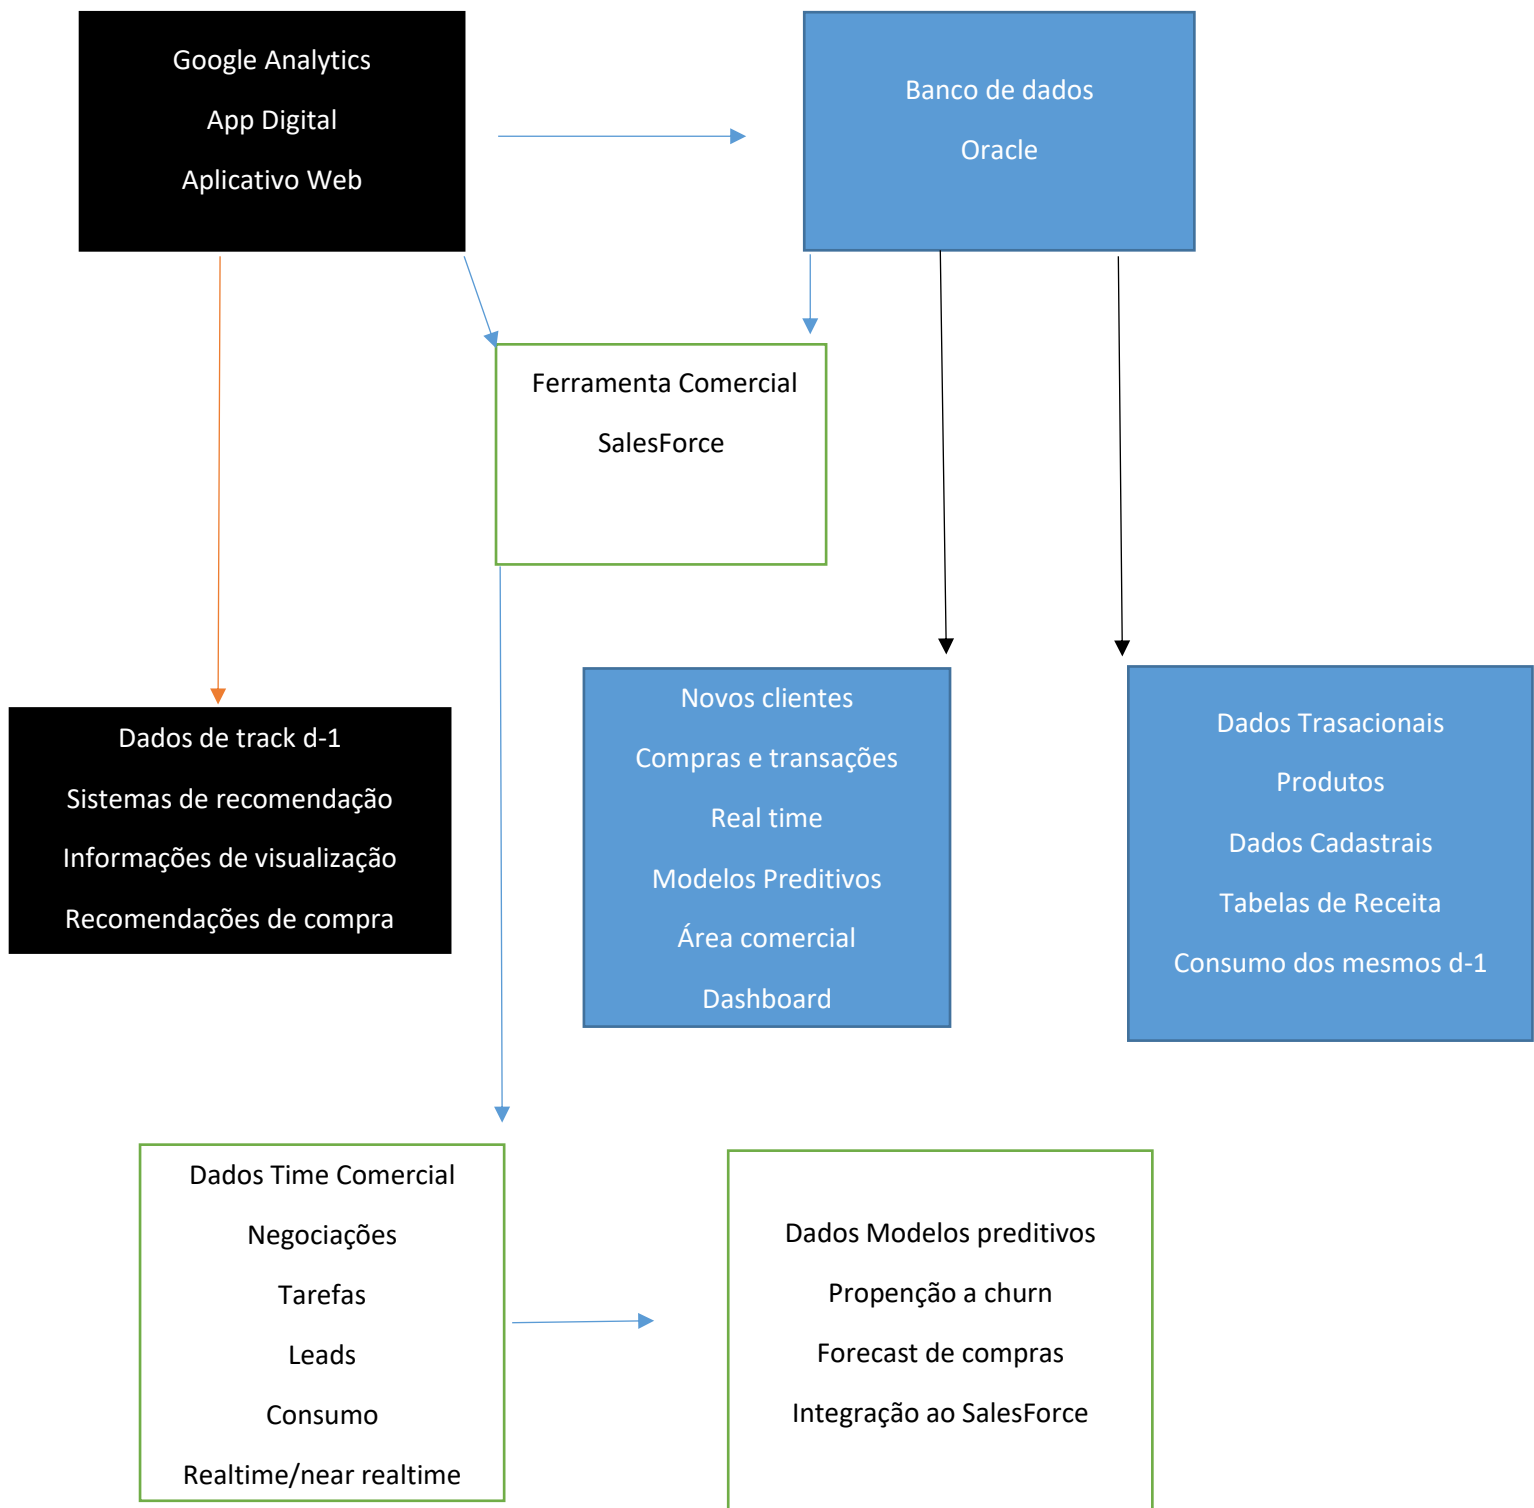 Google Analytics
App Digital
Aplicativo Web
Banco de dados
Oracle
Ferramenta Comercial
SalesForce
Dados de track d-1
Sistemas de recomendação
Informações de visualização
Recomendações de compra
Novos clientes
Compras e transações
Real time
Modelos Preditivos
Área comercial
Dashboard
Dados Trasacionais
Produtos
Dados Cadastrais
Tabelas de Receita
Consumo dos mesmos d-1
Dados Time Comercial
Negociações
Tarefas
Leads
Consumo
Realtime/near realtime
Dados Modelos preditivos
Propenção a churn
Forecast de compras
Integração ao SalesForce